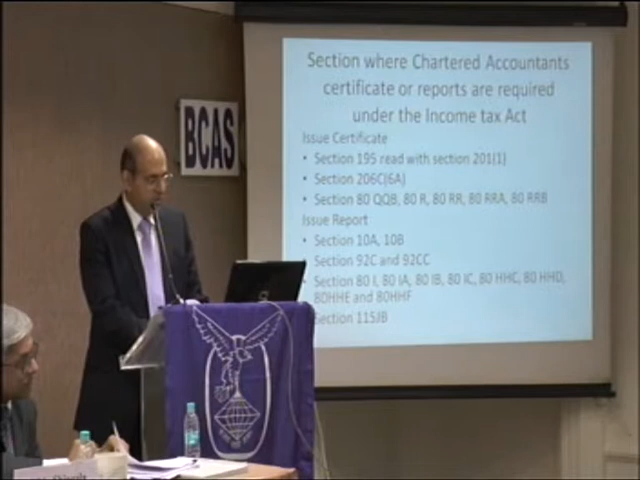 BCAS
Section where Chartered Accountants
certificate or reports are required
under the Income tax Act
Issue Certificate
• Section 195 read with section 201(1)
• Section 206C(6A)
• Section 80 QQB, 80 R, 80 RR, 80 RRA, 80 RRB
Issue Report
• Section 10A, 10B
Section 92C and 92CC
Section 80 I, 80 IA, 80 IB, 80 IC, 80 HHC, 80 HHD,
80HHE and 80HHF
Section 115JB